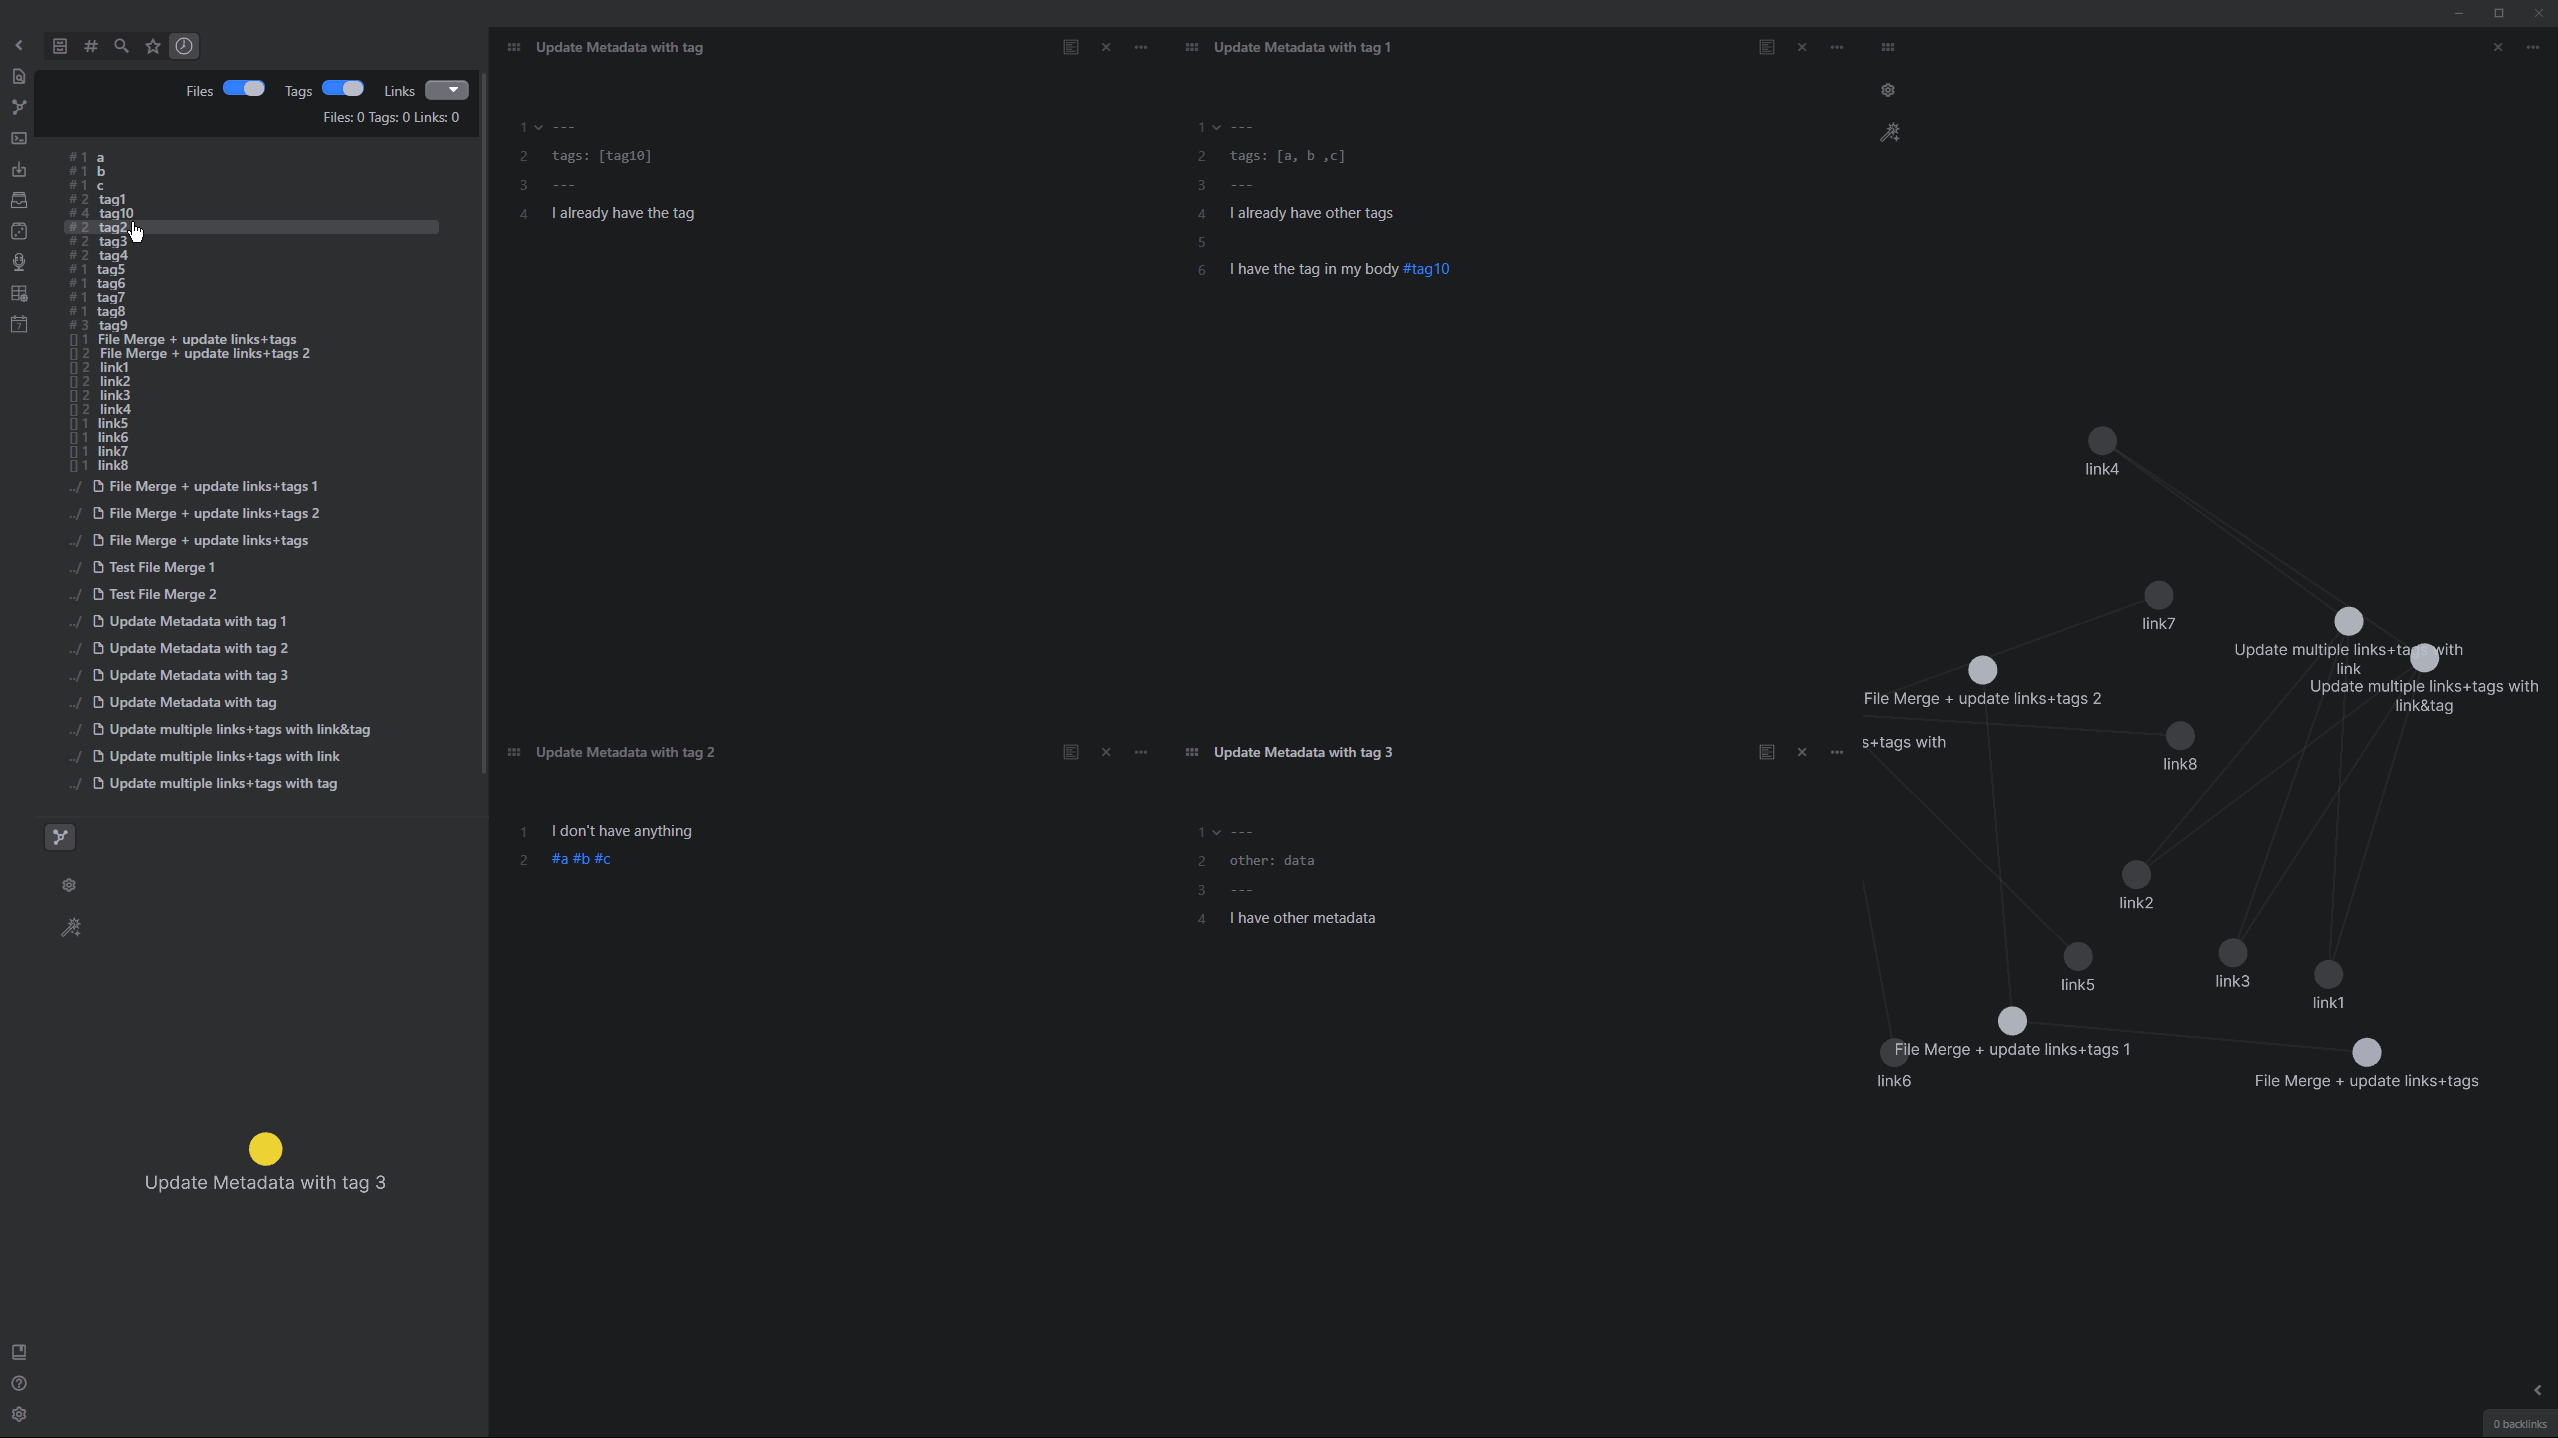 Files Tags Links
Files: 0 Tags: 0 Links: 0
# 1 a
# 1 b
# 1 c
# 2 tag1
# 4 tag10
# 2 tag2
# 2 tag3
# 2 tag4
# 1 tag5
# 1 tag6
# 1 tag7
# 1 tag8
# 3 tag9
[] 1 File Merge + update links+tags
[] 2 File Merge + update links+tags 2
[] 2 link1
[] 2 link2
[] 2 link3
[] 2 link4
[] 1 link5
[] 1 link6
[] 1 link7
[] 1 link8
../ File Merge + update links+tags 1
../ File Merge + update links+tags 2
../ File Merge + update links+tags
../ Test File Merge 1
../ Test File Merge 2
../ Update Metadata with tag 1
../ Update Metadata with tag 2
../ Update Metadata with tag 3
../ Update Metadata with tag
../ Update multiple links+tags with link&tag
../ Update multiple links+tags with link
../ Update multiple links+tags with tag
Update Metadata with tag 3
Update Metadata with tag
1 ---
2 tags: [tag10]
3 ---
4 I already have the tag
Update Metadata with tag 1
1 ---
2 tags: [a, b ,c]
3 ---
4 I already have other tags
5
6 I have the tag in my body #tag10
Update Metadata with tag 2
1 I don't have anything
2 #a #b #c
Update Metadata with tag 3
1 ---
2 other: data
3 ---
4 I have other metadata
link4
link7
Update multiple links+tags with
link
Update multiple links+tags with
link&tag
File Merge + update links+tags 2
s+tags with
link8
link2
link5
link3
link1
File Merge + update links+tags 1
link6
File Merge + update links+tags
0 backlinks
7